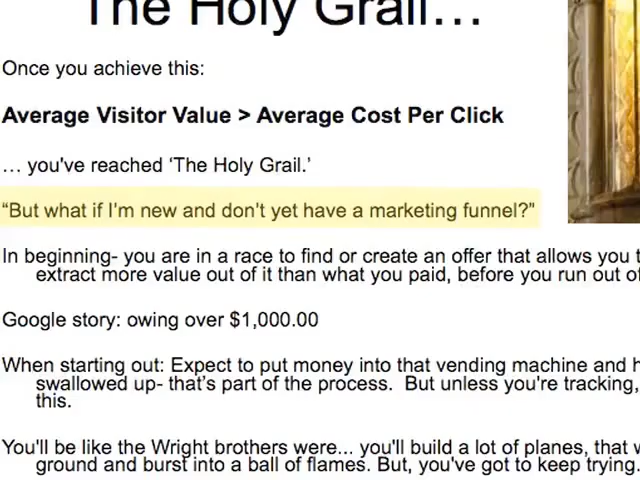 The Holy Grail…
Once you achieve this:
Average Visitor Value > Average Cost Per Click
… you've reached ‘The Holy Grail.’
“But what if I'm new and don't yet have a marketing funnel?”
In beginning- you are in a race to find or create an offer that allows you
extract more value out of it than what you paid, before you run out
Google story: owing over $1,000.00
When starting out: Expect to put money into that vending machine and
swallowed up- that’s part of the process.  But unless you're tracking,
this.
You'll be like the Wright brothers were... you'll build a lot of planes, that
ground and burst into a ball of flames. But, you've got to keep trying.